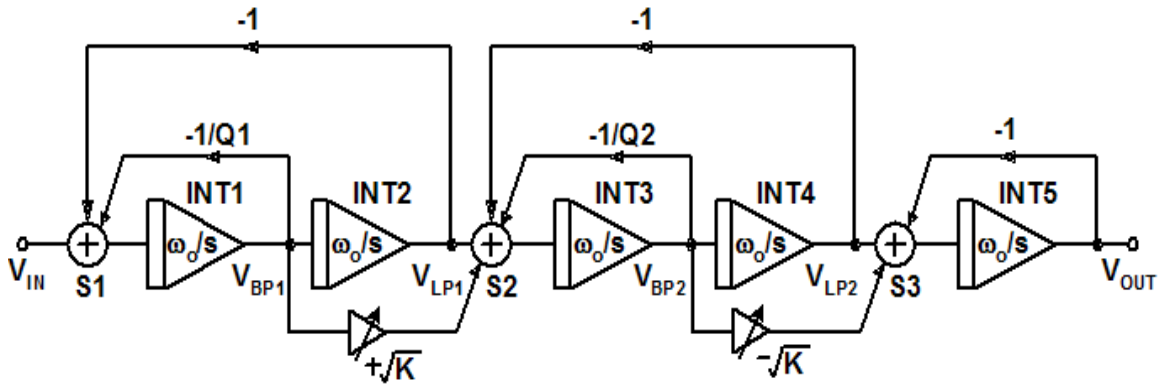 -1 -1
-1/Q1 -1/Q2 -1
INT1 INT2 INT3 INT4 INT5
+ ωo/s ωo/s + ωo/s ωo/s + ωo/s
VIN S1 VBP1 VLP1 S2 VBP2 VLP2 S3 VOUT
+√K -√K